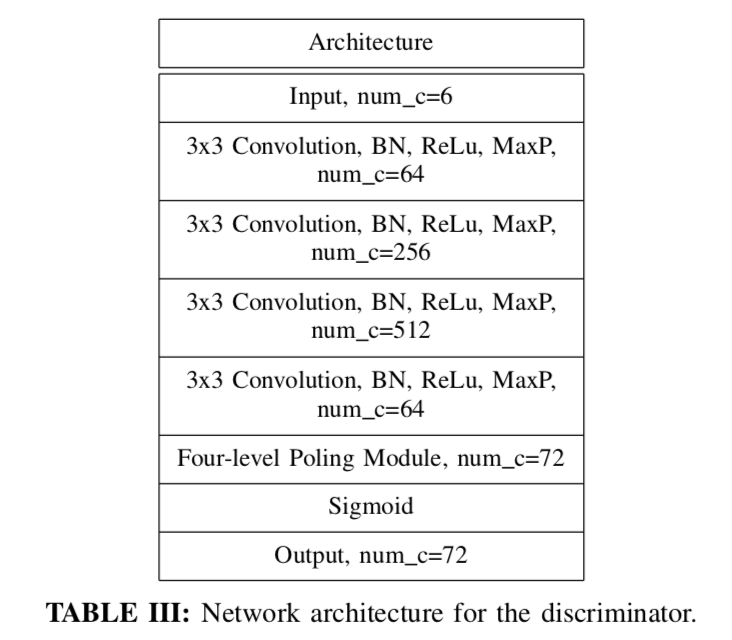 Architecture
Input, num_c=6
3x3 Convolution, BN, ReLu, MaxP,
num_c=64
3x3 Convolution, BN, ReLu, MaxP,
num_c=256
3x3 Convolution, BN, ReLu, MaxP,
num_c=512
3x3 Convolution, BN, ReLu, MaxP,
num_c=64
Four-level Poling Module, num_c=72
Sigmoid
Output, num_c=72
TABLE III: Network architecture for the discriminator.